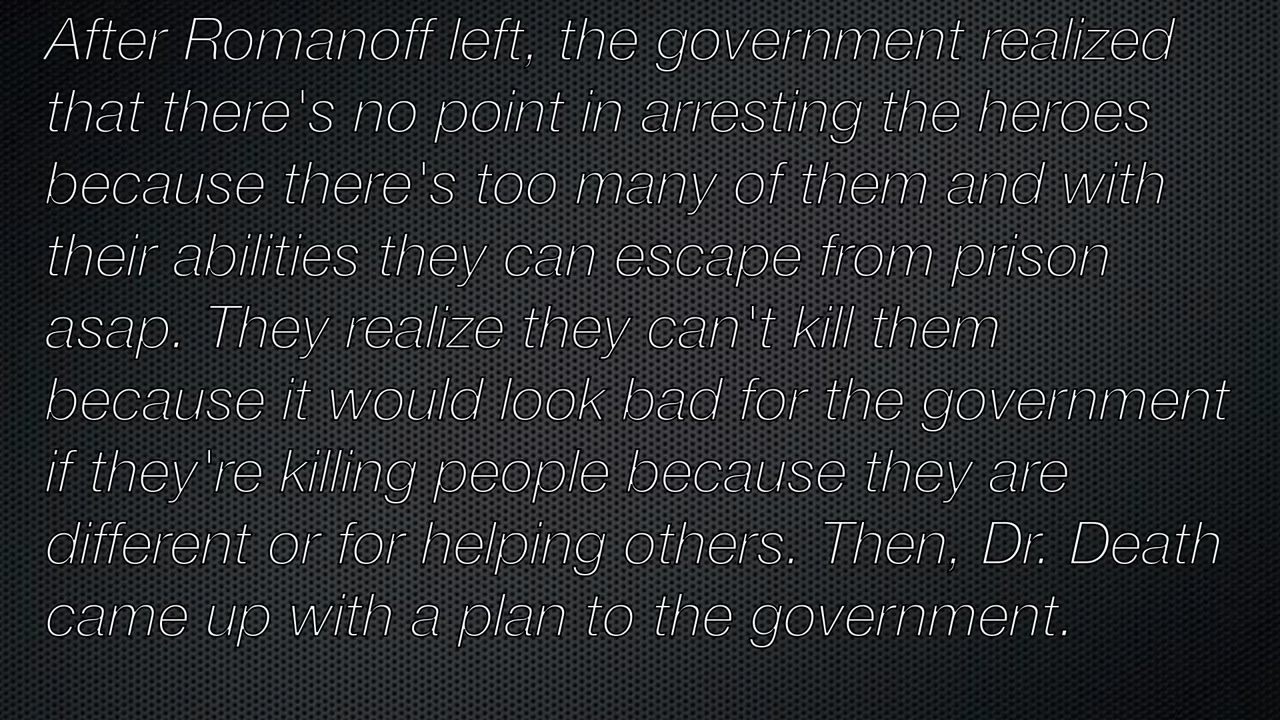 After Romanoff left, the government realized
that there's no point in arresting the heroes
because there's too many of them and with
their abilities they can escape from prison
asap. They realize they can't kill them
because it would look bad for the government
if they're killing people because they are
different or for helping others. Then, Dr. Death
came up with a plan to the government.